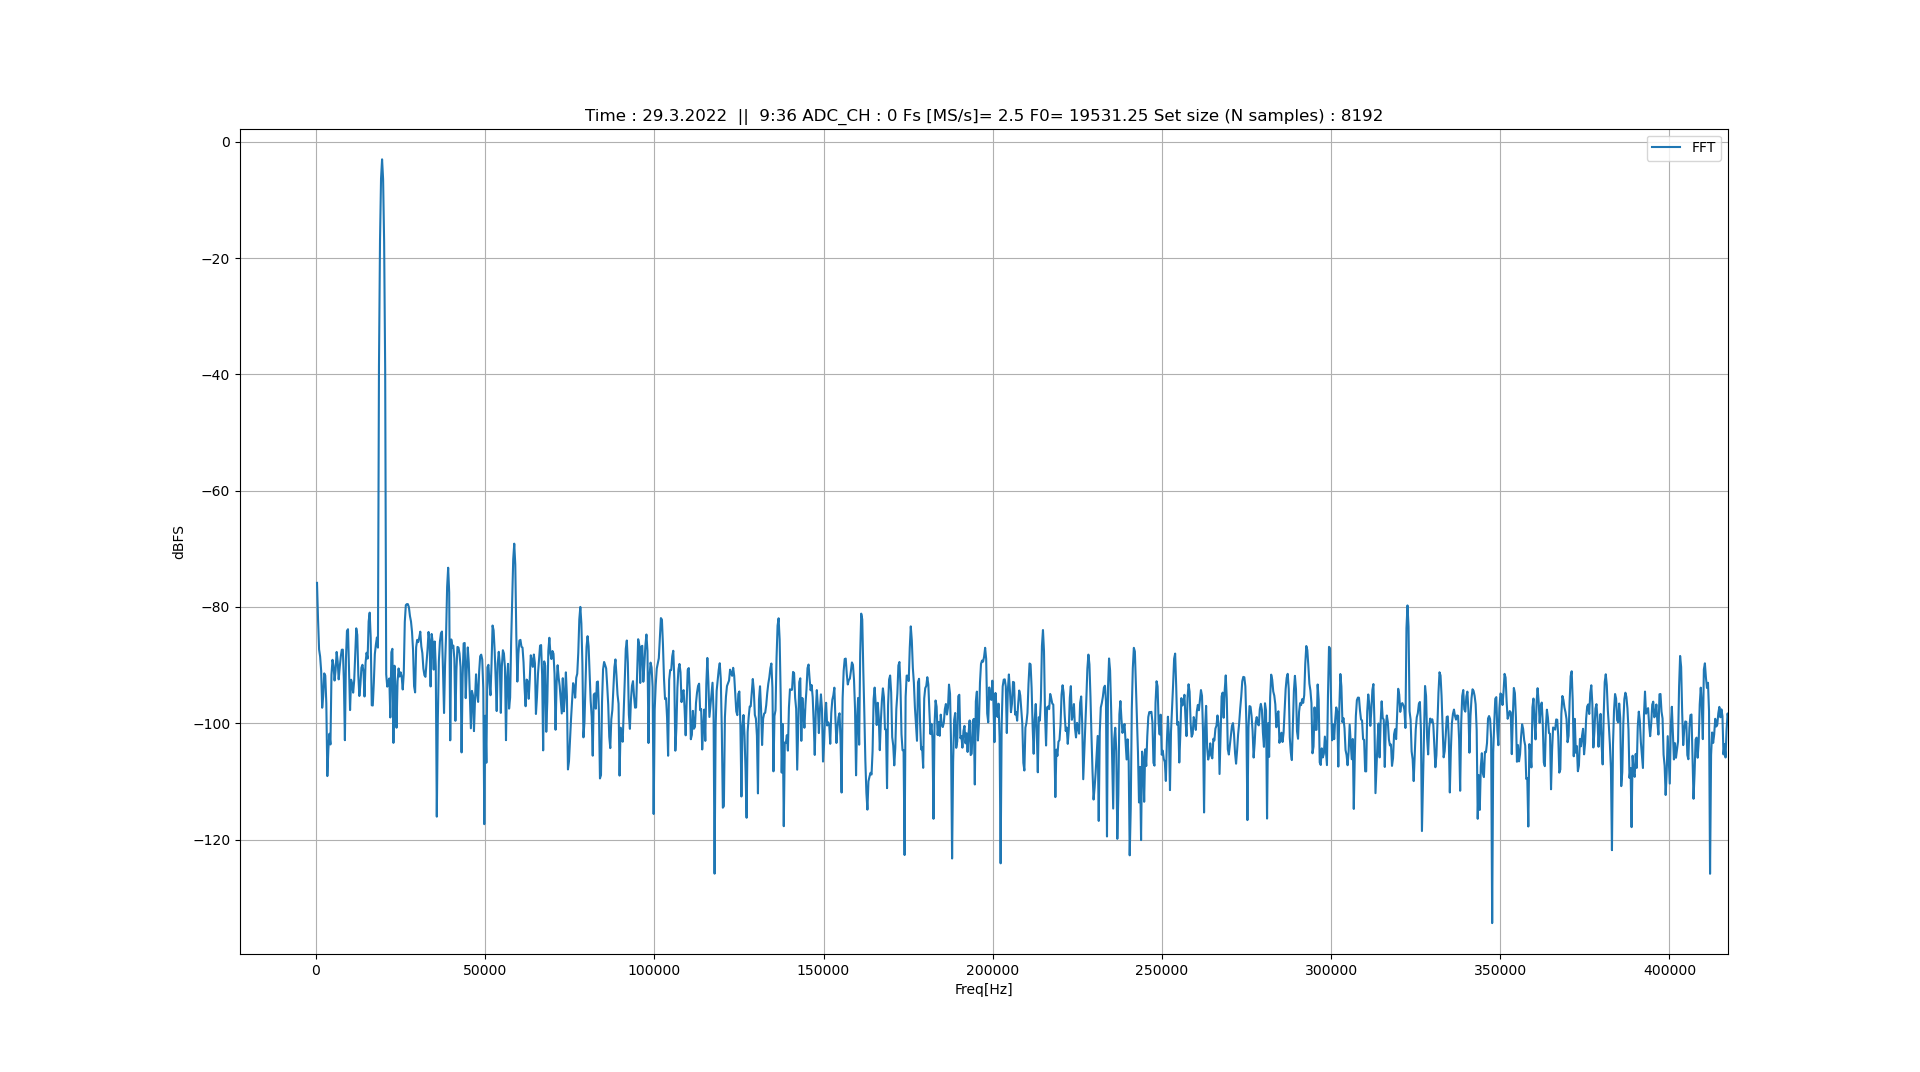 Time : 29.3.2022  ||  9:36 ADC_CH : 0 Fs [MS/s]= 2.5 F0= 19531.25 Set size (N samples) : 8192
FFT
dBFS
0
−20
−40
−60
−80
−100
−120
0 50000 100000 150000 200000 250000 300000 350000 400000
Freq[Hz]